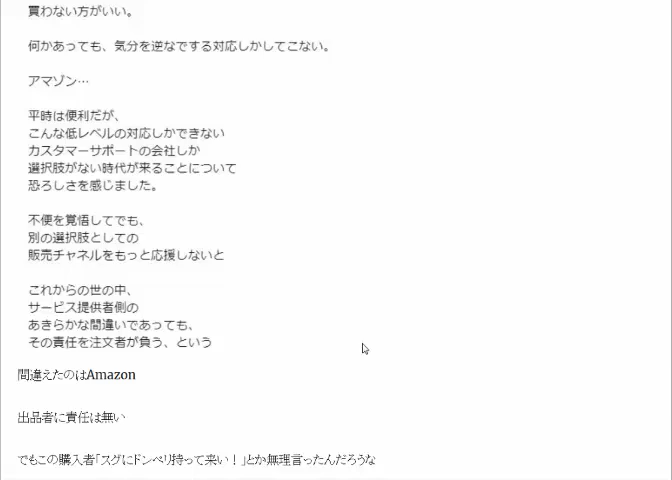 買わない方がいい。
何かあっても、気分を逆なでする対応しかしてこない。
アマゾン…
平時は便利だが、
こんな低レベルの対応しかできない
カスタマーサポートの会社しか
選択肢がない時代が来ることについて
恐ろしさを感じました。
不便を覚悟してでも、
別の選択肢としての
販売チャネルをもっと応援しないと
これからの世の中、
サービス提供者側の
あきらかな間違いであっても、
その責任を注文者が負う、という
間違えたのはAmazon
出品者に責任は無い
でもこの購入者「スグにドンペリ持って来い！」とか無理言ったんだろうな